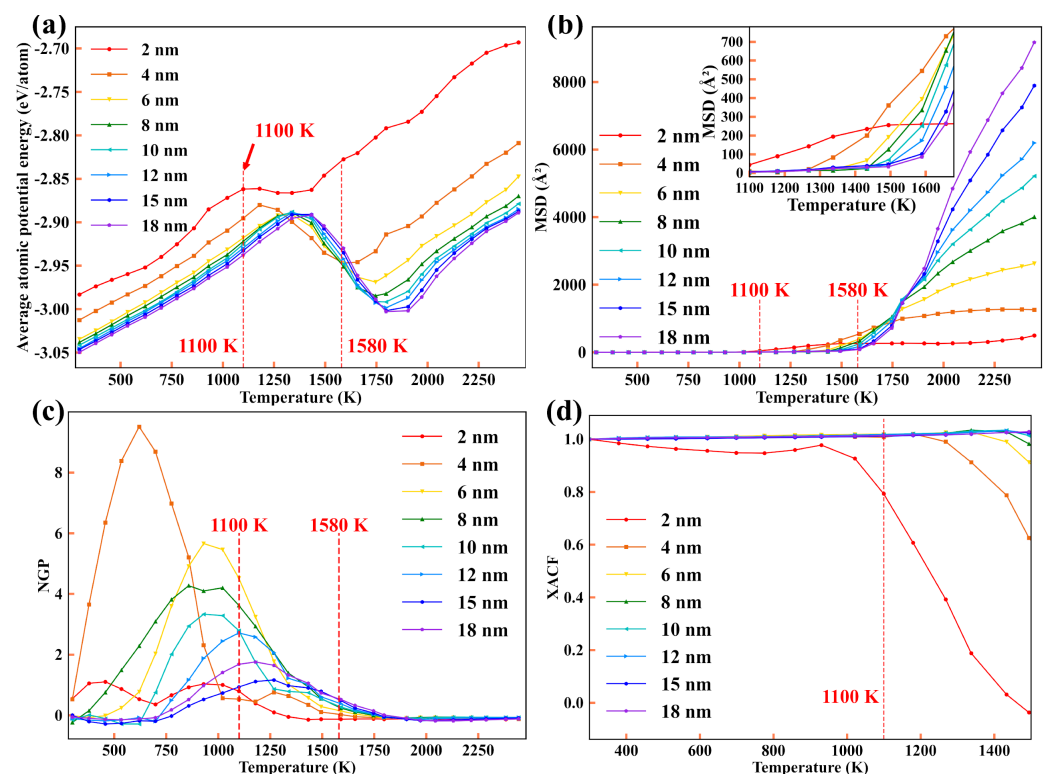 (a)
Average atomic potential energy (eV/atom)
-2.70
-2.75
-2.80
-2.85
-2.90
-2.95
-3.00
-3.05
2 nm
4 nm
6 nm
8 nm
10 nm
12 nm
15 nm
18 nm
1100 K
1100 K
1580 K
500 750 1000 1250 1500 1750 2000 2250
Temperature (K)
(b)
MSD (Å²)
8000
6000
4000
2000
0
2 nm
4 nm
6 nm
8 nm
10 nm
12 nm
15 nm
18 nm
MSD (Å²)
700
600
500
400
300
200
100
0
1100 1200 1300 1400 1500 1600
Temperature (K)
1100 K
1580 K
500 750 1000 1250 1500 1750 2000 2250
Temperature (K)
(c)
NGP
8
6
4
2
0
2 nm
4 nm
6 nm
8 nm
10 nm
12 nm
15 nm
18 nm
1100 K
1580 K
500 750 1000 1250 1500 1750 2000 2250
Temperature (K)
(d)
XACF
1.0
0.8
0.6
0.4
0.2
0.0
2 nm
4 nm
6 nm
8 nm
10 nm
12 nm
15 nm
18 nm
1100 K
400 600 800 1000 1200 1400
Temperature (K)